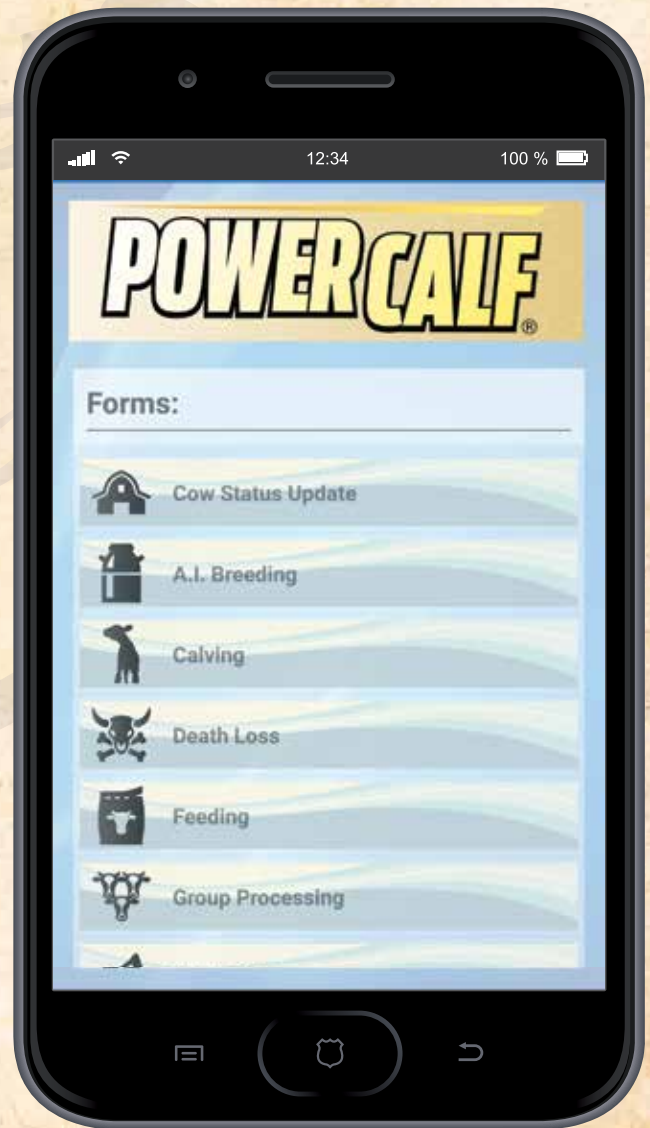 12:34
100 %
POWERCALF®
Forms:
Cow Status Update
A.I. Breeding
Calving
Death Loss
Feeding
Group Processing